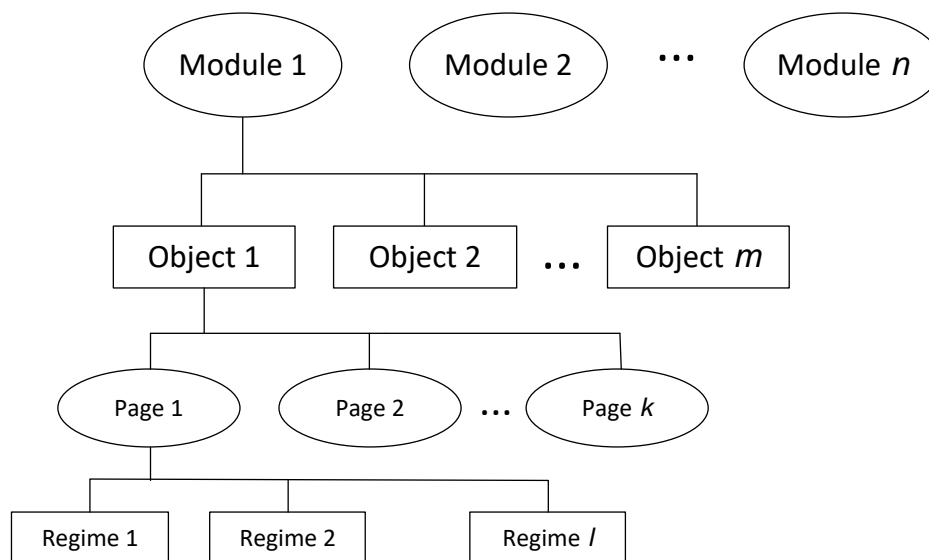 Module 1
Module 2
...
Module n
Object 1
Object 2
...
Object m
Page 1
Page 2
...
Page k
Regime 1
Regime 2
Regime l